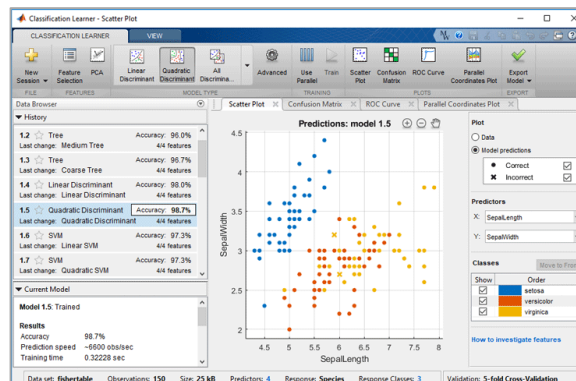 Classification Learner - Scatter Plot
CLASSIFICATION LEARNER
VIEW
New Session
Feature Selection
PCA
Linear Discriminant
Quadratic Discriminant
All Discrimina...
Advanced
Use Parallel
Train
Scatter Plot
Confusion Matrix
ROC Curve
Parallel Coordinates Plot
Export Model
FILE
FEATURES
MODEL TYPE
TRAINING
PLOTS
EXPORT
Data Browser
Scatter Plot
Confusion Matrix
ROC Curve
Parallel Coordinates Plot
History
1.2 Tree Accuracy: 96.0%
Last change: Medium Tree 4/4 features
1.3 Tree Accuracy: 96.7%
Last change: Coarse Tree 4/4 features
1.4 Linear Discriminant Accuracy: 98.0%
Last change: Linear Discriminant 4/4 features
1.5 Quadratic Discriminant Accuracy: 98.7%
Last change: Quadratic Discriminant 4/4 features
1.6 SVM Accuracy: 97.3%
Last change: Linear SVM 4/4 features
1.7 SVM Accuracy: 97.3%
Last change: Quadratic SVM 4/4 features
Current Model
Model 1.5: Trained
Results
Accuracy 98.7%
Prediction speed ~6600 obs/sec
Training time 0.32228 sec
Predictions: model 1.5
4.5
4
3.5
3
2.5
2
SepalWidth
4.5 5 5.5 6 6.5 7 7.5 8
SepalLength
Plot
Data
Model predictions
Correct
Incorrect
Predictors
X: SepalLength
Y: SepalWidth
Classes
Move to Front
Show Order
setosa
versicolor
virginica
How to investigate features
Data set: fishertable Observations: 150 Size: 25 kB Predictors: 4 Response: Species Response Classes: 3 Validation: 5-fold Cross-Validation